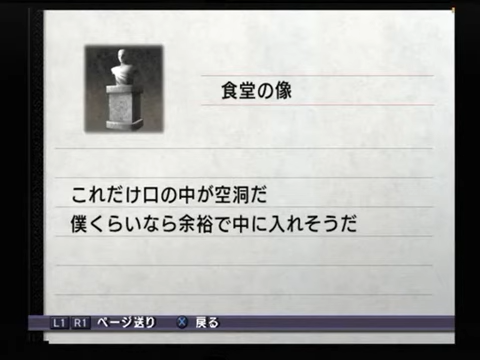 食堂の像
これだけ口の中が空洞だ
僕くらいなら余裕で中に入れそうだ
L1 R1 ページ送り × 戻る